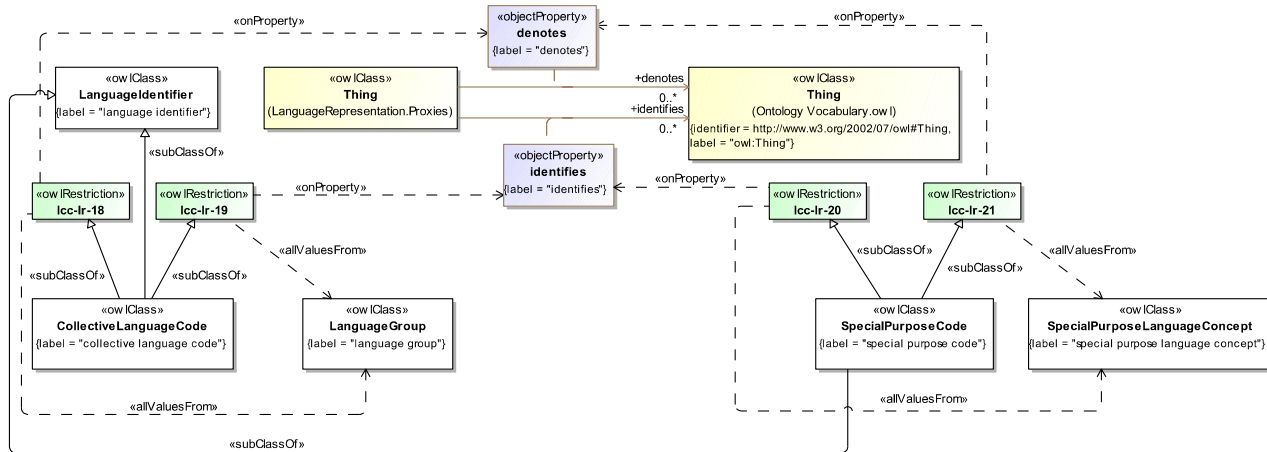 «onProperty»
«objectProperty»
denotes
{label = "denotes"}
«onProperty»
«owlClass»
LanguageIdentifier
{label = "language identifier"}
«owlClass»
Thing
(LanguageRepresentation.Proxies)
+denotes
0..*
+identifies
0..*
«owlClass»
Thing
(Ontology Vocabulary.owl)
{identifier = http://www.w3.org/2002/07/owl#Thing,
label = "owl:Thing"}
«subClassOf»
«objectProperty»
identifies
{label = "identifies"}
«onProperty»
«onProperty»
«owlRestriction»
lcc-lr-18
«owlRestriction»
lcc-lr-19
«owlRestriction»
lcc-lr-20
«owlRestriction»
lcc-lr-21
«allValuesFrom»
«subClassOf»
«subClassOf»
«subClassOf»
«subClassOf»
«allValuesFrom»
«owlClass»
CollectiveLanguageCode
{label = "collective language code"}
«owlClass»
LanguageGroup
{label = "language group"}
«owlClass»
SpecialPurposeCode
{label = "special purpose code"}
«owlClass»
SpecialPurposeLanguageConcept
{label = "special purpose language concept"}
«allValuesFrom»
«allValuesFrom»
«subClassOf»